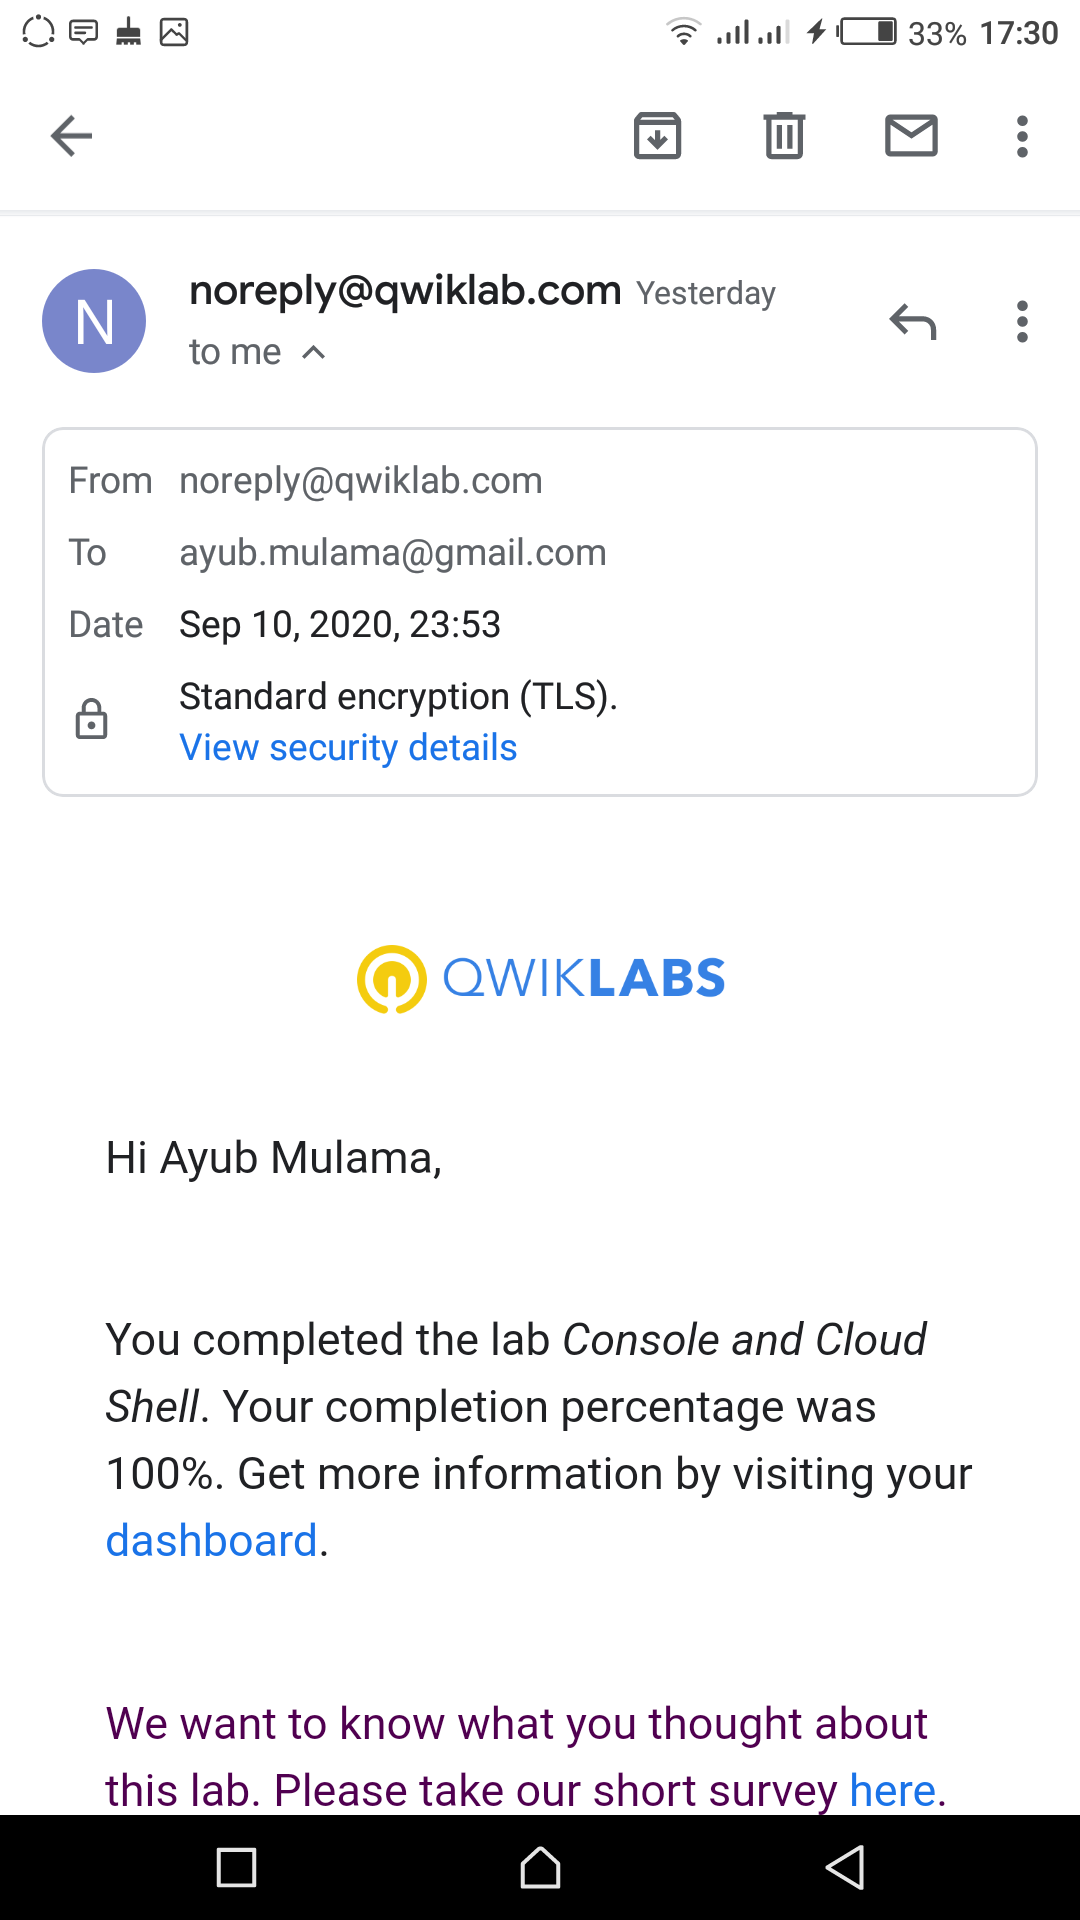 33% 17:30
N
noreply@qwiklab.com Yesterday
to me
From noreply@qwiklab.com
To ayub.mulama@gmail.com
Date Sep 10, 2020, 23:53
Standard encryption (TLS).
View security details
QWIKLABS
Hi Ayub Mulama,
You completed the lab Console and Cloud
Shell. Your completion percentage was
100%. Get more information by visiting your
dashboard.
We want to know what you thought about
this lab. Please take our short survey here.